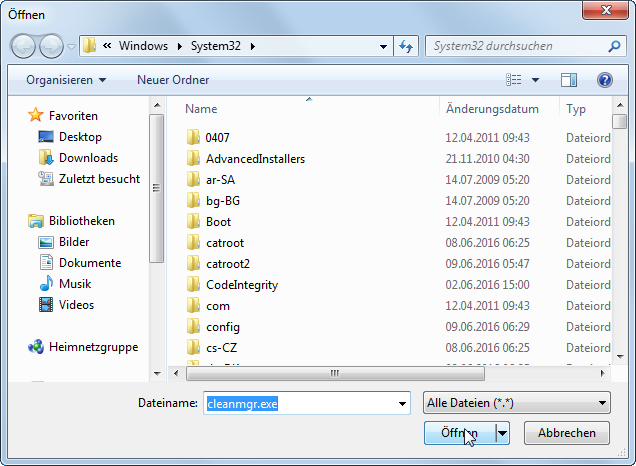 Öffnen
« Windows ▸ System32 ▸
System32 durchsuchen
Organisieren ▾ Neuer Ordner
Favoriten
Desktop
Downloads
Zuletzt besucht
Bibliotheken
Bilder
Dokumente
Musik
Videos
Heimnetzgruppe
Name Änderungsdatum Typ
0407 12.04.2011 09:43 Dateiord
AdvancedInstallers 21.11.2010 04:30 Dateiord
ar-SA 14.07.2009 05:20 Dateiord
bg-BG 14.07.2009 05:20 Dateiord
Boot 12.04.2011 09:43 Dateiord
catroot 08.06.2016 06:25 Dateiord
catroot2 09.06.2016 05:47 Dateiord
CodeIntegrity 02.06.2016 15:00 Dateiord
com 12.04.2011 09:43 Dateiord
config 09.06.2016 06:29 Dateiord
cs-CZ 08.06.2016 06:25 Dateiord
Dateiname: cleanmgr.exe
Alle Dateien (*.*)
Öffnen
Abbrechen